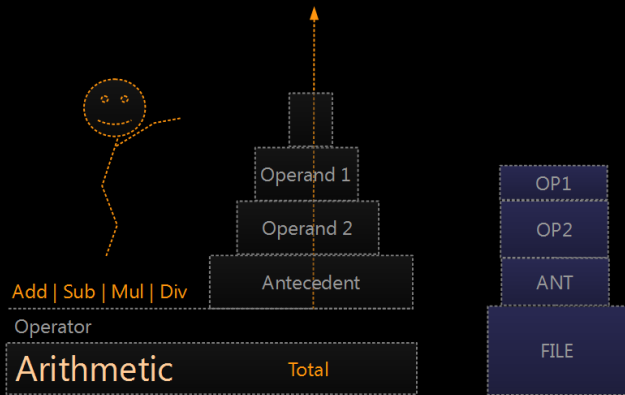 Operand 1
Operand 2
Antecedent
Add | Sub | Mul | Div
Operator
Arithmetic
Total
OP1
OP2
ANT
FILE